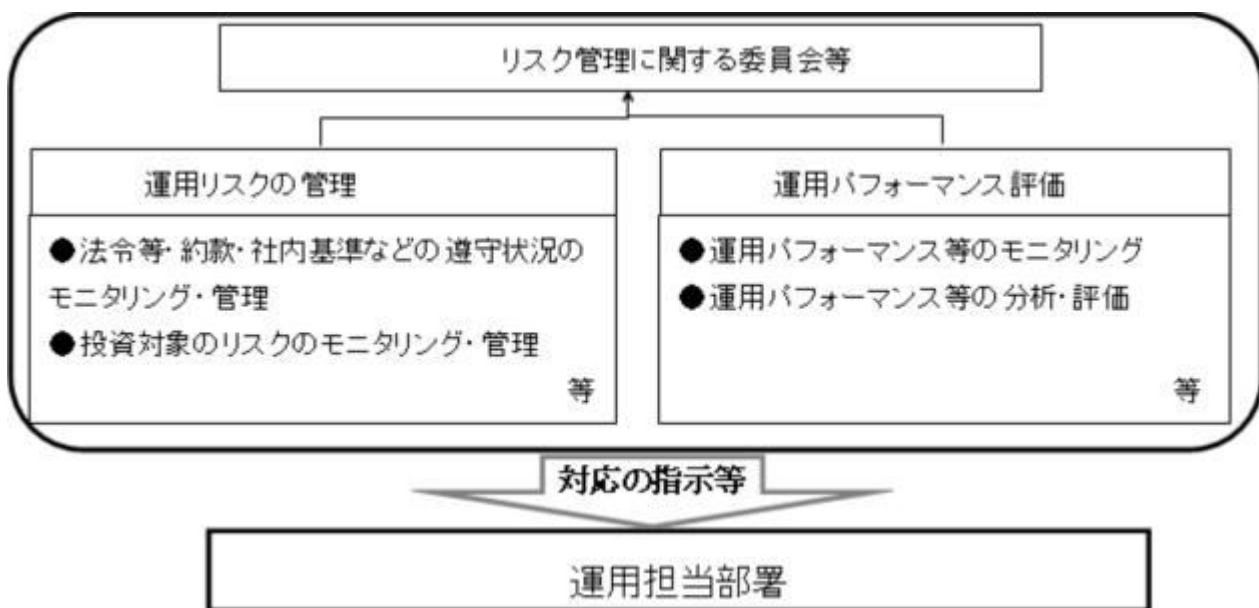 リスク管理に関する委員会等
運用リスクの管理
●法令等・約款・社内基準などの遵守状況の
モニタリング・管理
●投資対象のリスクのモニタリング・管理
等
運用パフォーマンス評価
●運用パフォーマンス等のモニタリング
●運用パフォーマンス等の分析・評価
等
対応の指示等
運用担当部署